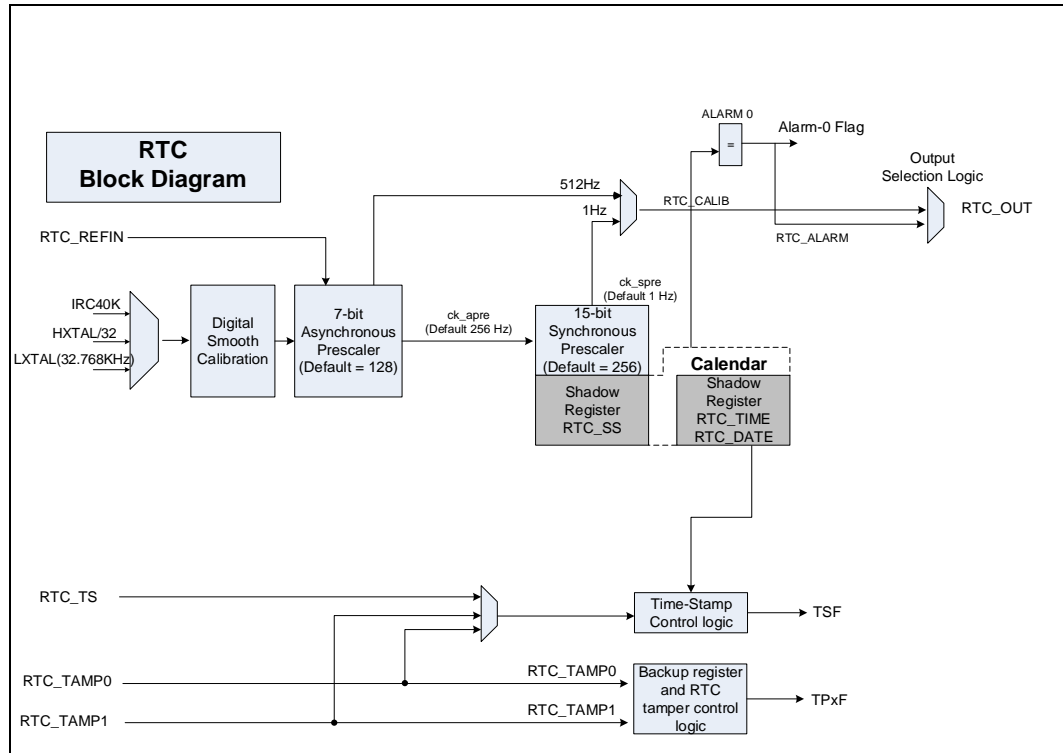 RTC
Block Diagram
ALARM 0
=
Alarm-0 Flag
Output
Selection Logic
RTC_OUT
512Hz
1Hz
RTC_CALIB
RTC_ALARM
RTC_REFIN
IRC40K
HXTAL/32
LXTAL(32.768KHz)
Digital
Smooth
Calibration
7-bit
Asynchronous
Prescaler
(Default = 128)
ck_apre
(Default 256 Hz)
ck_spre
(Default 1 Hz)
15-bit
Synchronous
Prescaler
(Default = 256)
Shadow
Register
RTC_SS
Calendar
Shadow
Register
RTC_TIME
RTC_DATE
RTC_TS
Time-Stamp
Control logic
TSF
RTC_TAMP0
RTC_TAMP0
RTC_TAMP1
RTC_TAMP1
Backup register
and RTC
tamper control
logic
TPxF